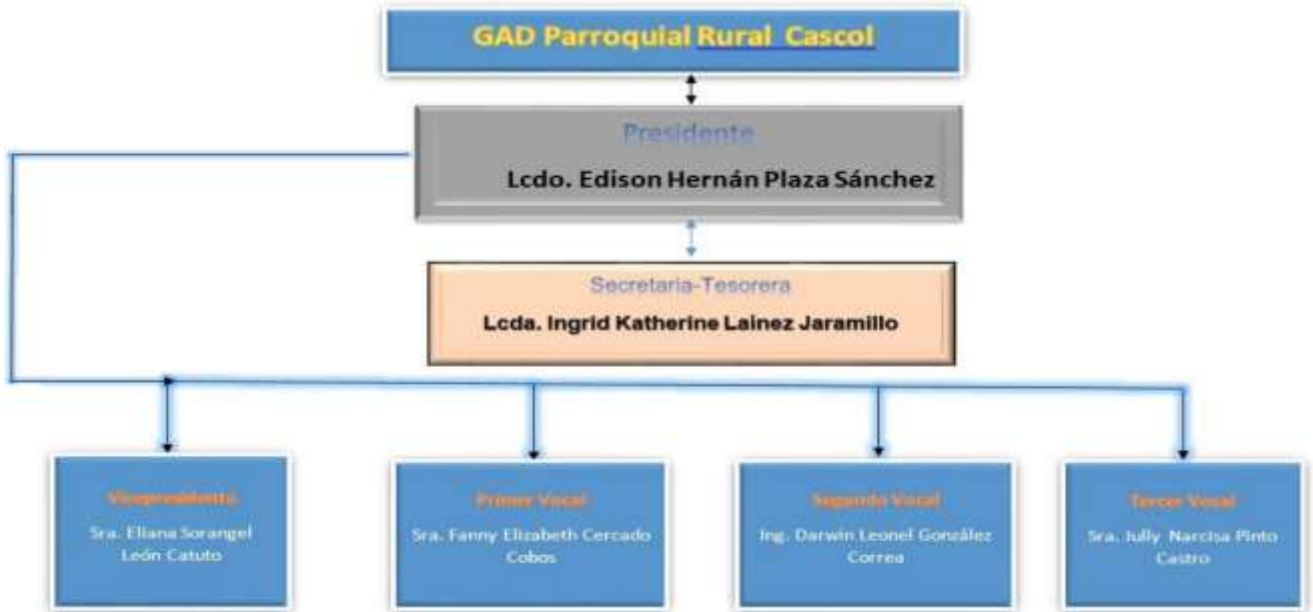 GAD Parroquial Rural Cascol
Presidente
Lcdo. Edison Hernán Plaza Sánchez
Secretaria-Tesorera
Lcda. Ingrid Katherine Lainez Jaramillo
Vicepresidenta
Sra. Eliana Sorangel
León Catuto
Primer Vocal
Sra. Fanny Elizabeth Cercado
Cobos
Segundo Vocal
Ing. Darwin Leonel González
Correa
Tercer Vocal
Sra. Jully Narcisa Pinto
Castro